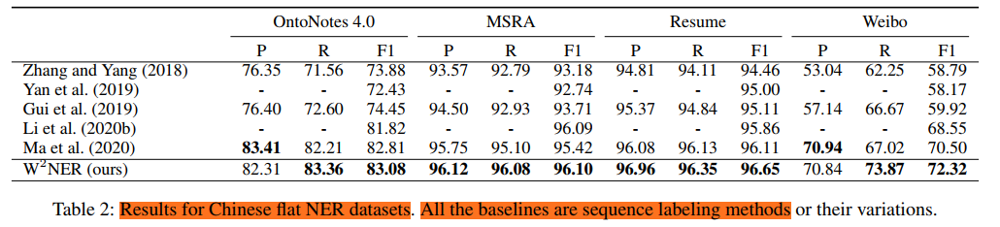 OntoNotes 4.0 MSRA Resume Weibo
P R F1 P R F1 P R F1 P R F1
Zhang and Yang (2018) 76.35 71.56 73.88 93.57 92.79 93.18 94.81 94.11 94.46 53.04 62.25 58.79
Yan et al. (2019) - - 72.43 - - 92.74 - - 95.00 - - 58.17
Gui et al. (2019) 76.40 72.60 74.45 94.50 92.93 93.71 95.37 94.84 95.11 57.14 66.67 59.92
Li et al. (2020b) - - 81.82 - - 96.09 - - 95.86 - - 68.55
Ma et al. (2020) 83.41 82.21 82.81 95.75 95.10 95.42 96.08 96.13 96.11 70.94 67.02 70.50
W²NER (ours) 82.31 83.36 83.08 96.12 96.08 96.10 96.96 96.35 96.65 70.84 73.87 72.32
Table 2: Results for Chinese flat NER datasets. All the baselines are sequence labeling methods or their variations.